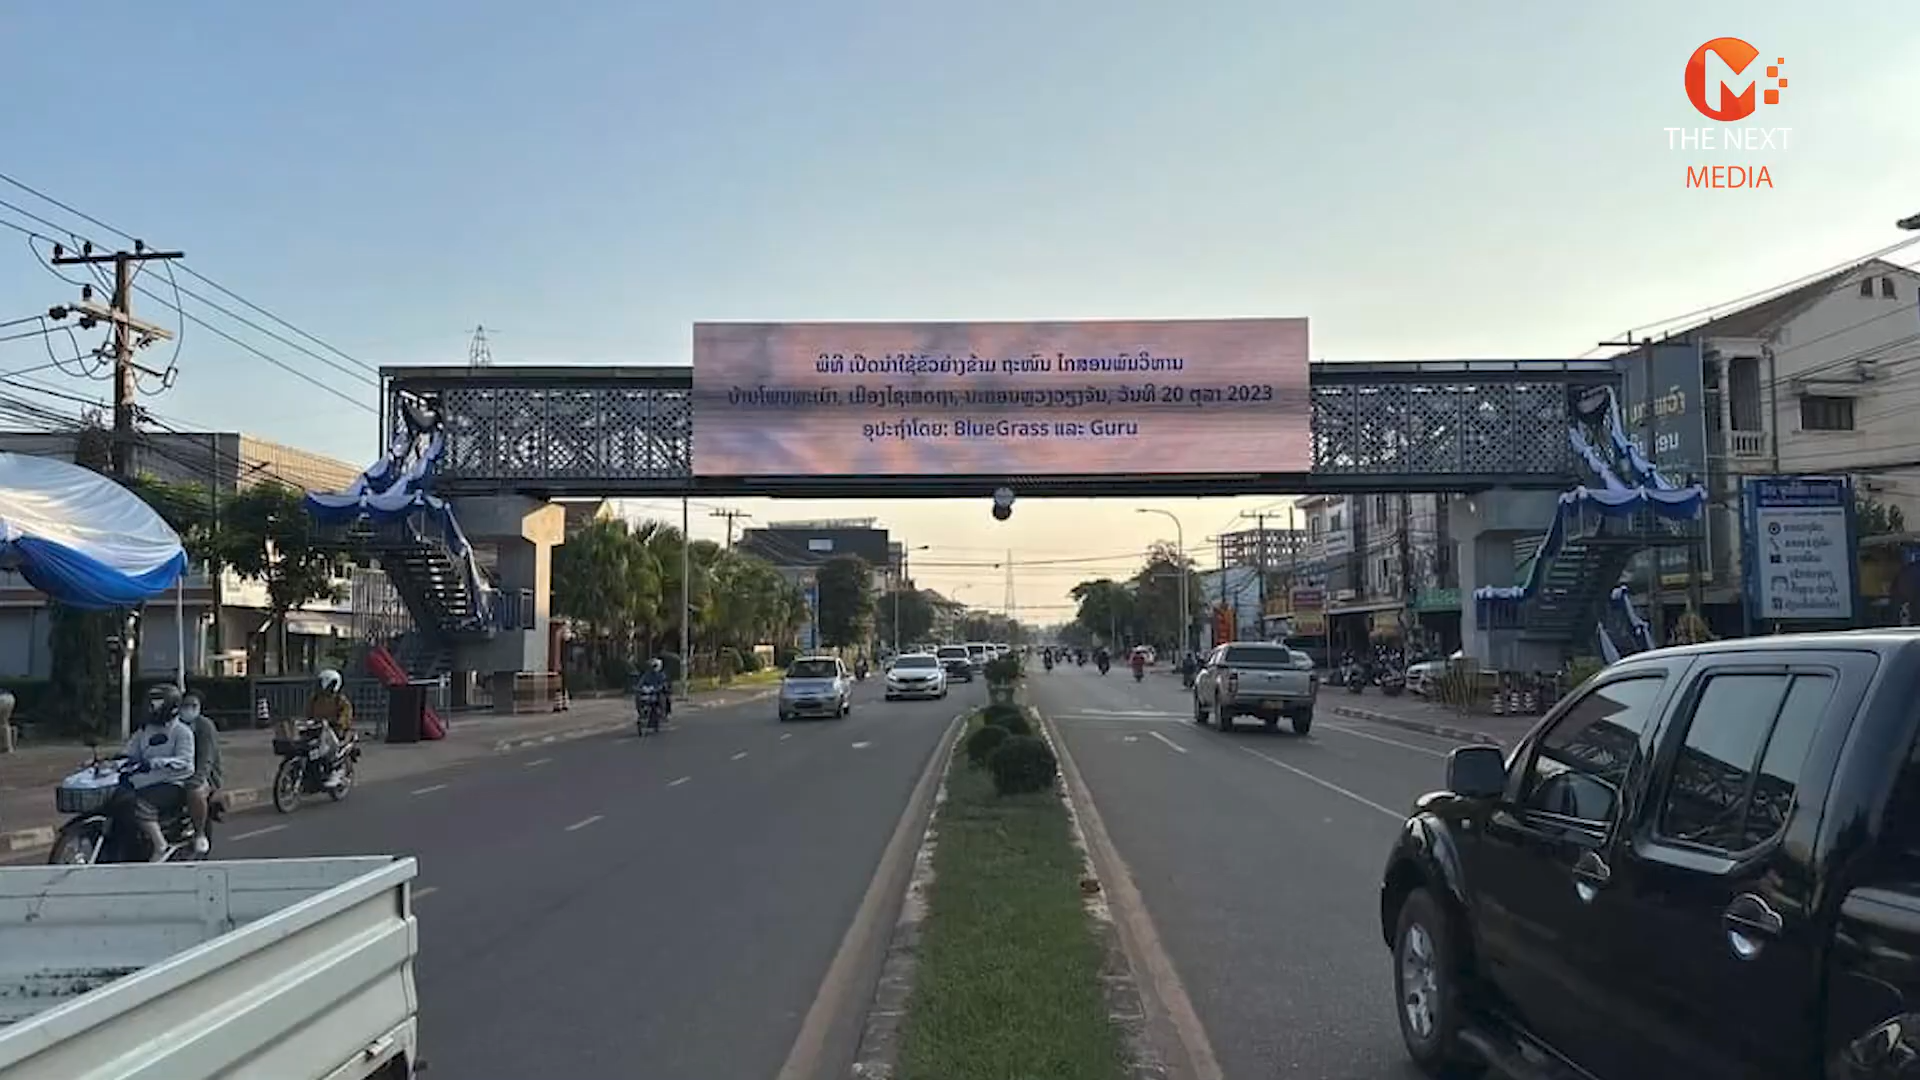 THE NEXT
MEDIA
ພິທີ ເປີດນຳໃຊ້ຂົວຍ່າງຂ້າມ ຖະໜົນ ໄກສອນພົມວິຫານ
ບ້ານໂພນພະເນົາ, ເມືອງໄຊເສດຖາ, ນະຄອນຫຼວງວຽງຈັນ, ວັນທີ 20 ຕຸລາ 2023
ອຸປະຖຳໂດຍ: BlueGrass ແລະ Guru